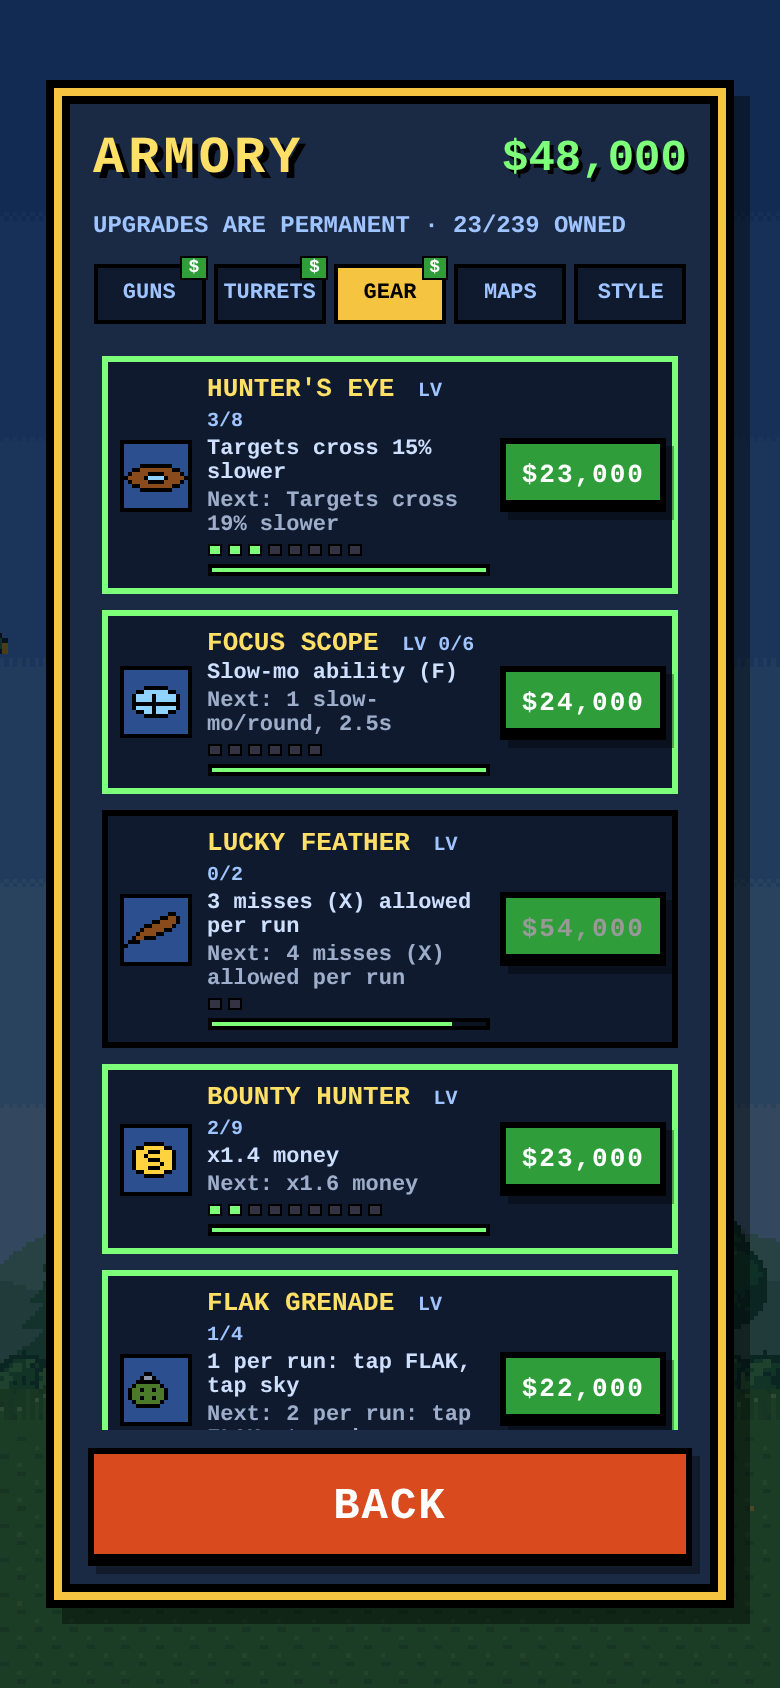 ARMORY
$48,000
UPGRADES ARE PERMANENT · 23/239 OWNED
$
$
$
GUNS
TURRETS
GEAR
MAPS
STYLE
HUNTER'S EYE LV
3/8
Targets cross 15%
slower
Next: Targets cross
19% slower
$23,000
FOCUS SCOPE LV 0/6
Slow-mo ability (F)
Next: 1 slow-
mo/round, 2.5s
$24,000
LUCKY FEATHER LV
0/2
3 misses (X) allowed
per run
Next: 4 misses (X)
allowed per run
$54,000
BOUNTY HUNTER LV
2/9
x1.4 money
Next: x1.6 money
$23,000
FLAK GRENADE LV
1/4
1 per run: tap FLAK,
tap sky
Next: 2 per run: tap
$22,000
BACK